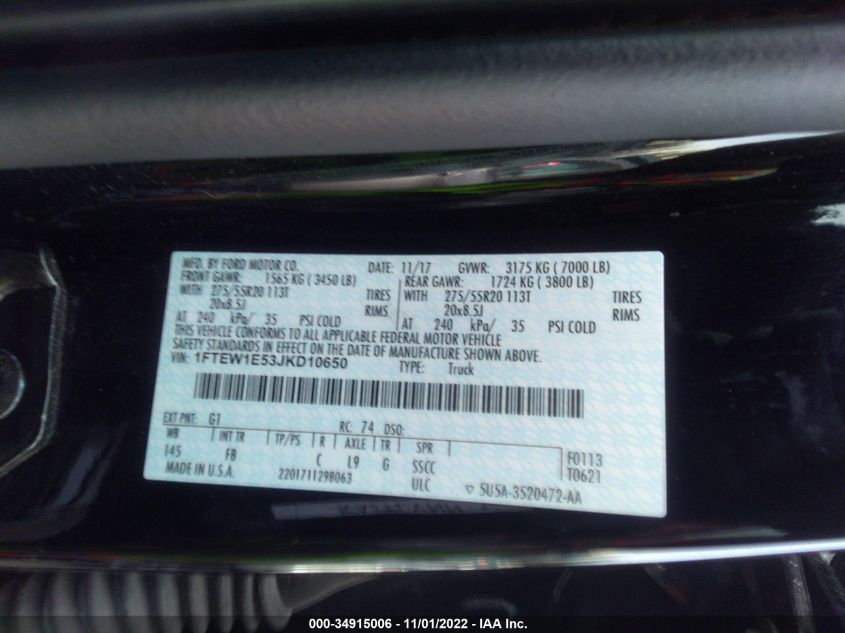 MFD. BY FORD MOTOR CO. DATE: 11/17 GVWR: 3175 KG ( 7000 LB)
FRONT GAWR: 1565 KG ( 3450 LB) REAR GAWR: 1724 KG ( 3800 LB)
WITH 275/55R20 113T TIRES WITH 275/55R20 113T TIRES
20x8.5J RIMS 20x8.5J RIMS
AT 240 kPa/ 35 PSI COLD AT 240 kPa/ 35 PSI COLD
THIS VEHICLE CONFORMS TO ALL APPLICABLE FEDERAL MOTOR VEHICLE
SAFETY STANDARDS IN EFFECT ON THE DATE OF MANUFACTURE SHOWN ABOVE.
VIN: 1FTEW1E53JKD10650 TYPE: Truck
EXT PNT: G1 RC: 74 DSO:
WB INT TR TP/PS R AXLE TR SPR
145 FB C L9 G SSCC F0113
ULC T0621
MADE IN U.S.A. 2201711298063 ▽ 5U5A-3520472-AA
000-34915006 - 11/01/2022 - IAA Inc.